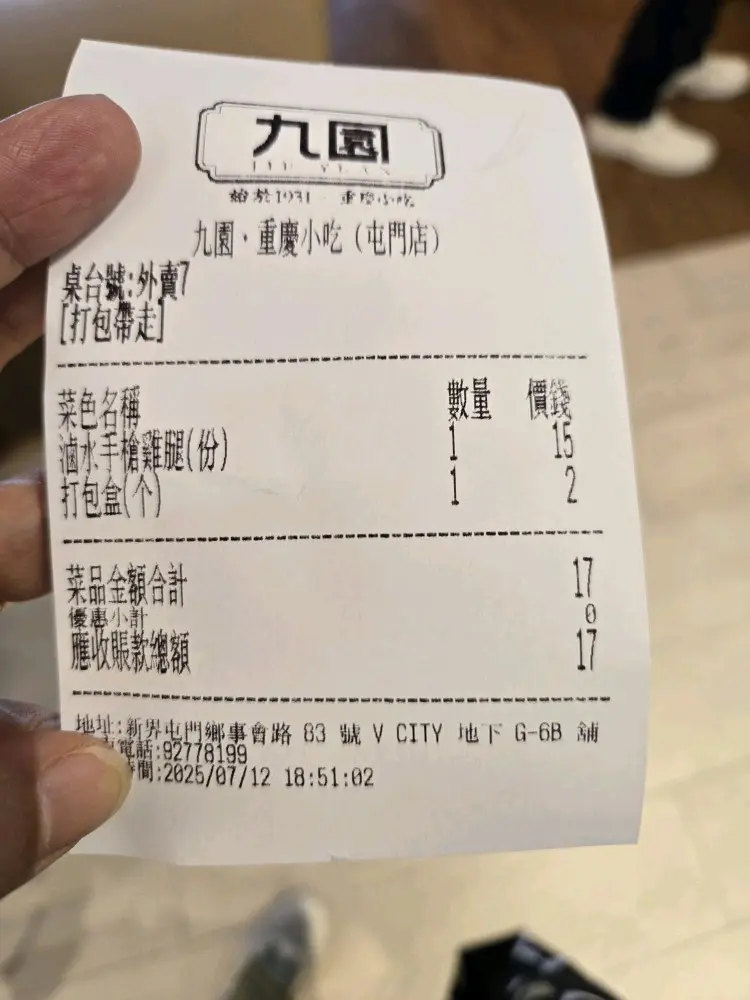 九園
JIU YUAN
始於1931 · 重慶小吃
九園·重慶小吃(屯門店)
桌台號:外賣7
[打包帶走]
菜色名稱 數量 價錢
滷水手槍雞腿(份) 1 15
打包盒(个) 1 2
菜品金額合計 17
優惠小計 0
應收賬款總額 17
地址:新界屯門鄉事會路 83 號 V CITY 地下 G-6B 舖
電話:92778199
間:2025/07/12 18:51:02